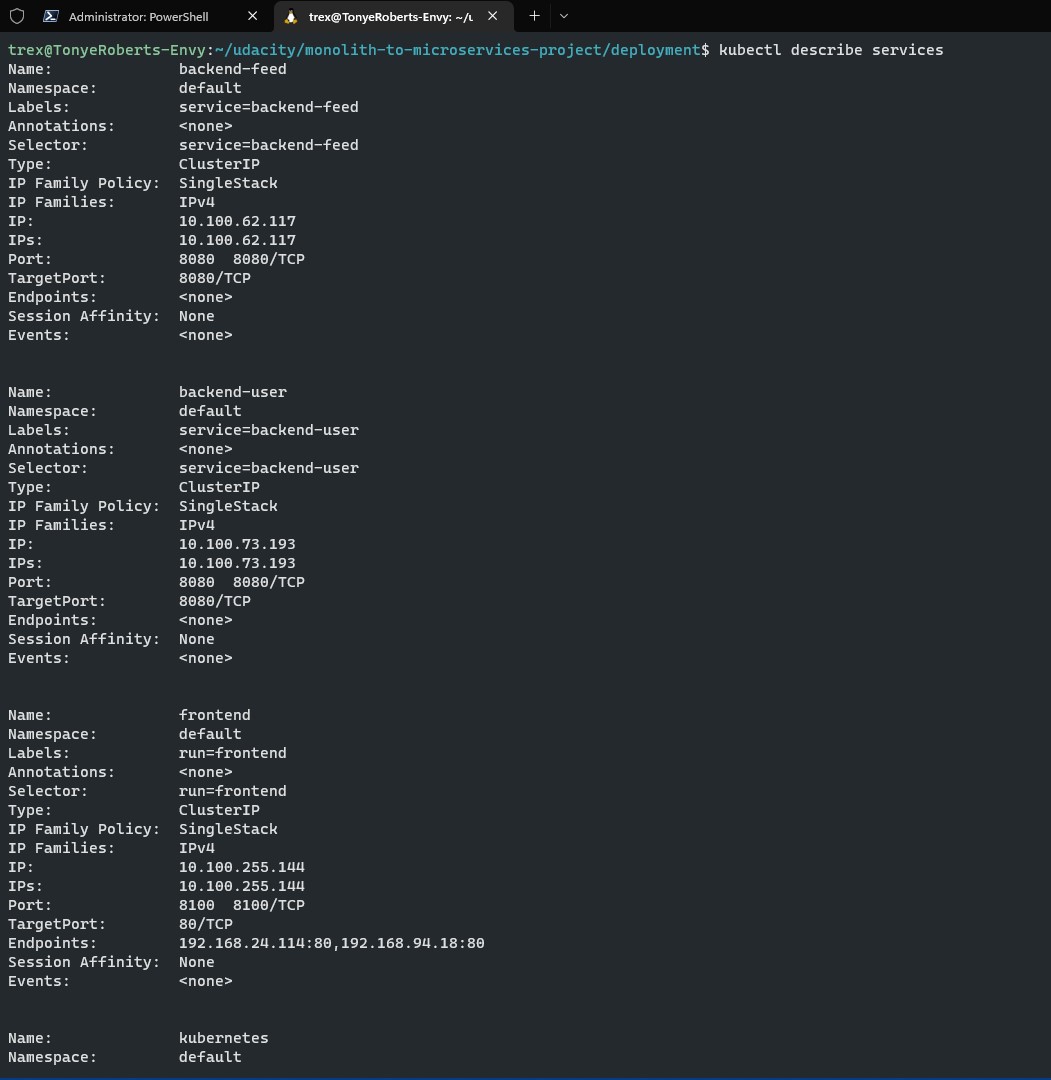 Administrator: PowerShell
trex@TonyeRoberts-Envy: ~/u
trex@TonyeRoberts-Envy:~/udacity/monolith-to-microservices-project/deployment$ kubectl describe services
Name:              backend-feed
Namespace:         default
Labels:            service=backend-feed
Annotations:       <none>
Selector:          service=backend-feed
Type:              ClusterIP
IP Family Policy:  SingleStack
IP Families:       IPv4
IP:                10.100.62.117
IPs:               10.100.62.117
Port:              8080  8080/TCP
TargetPort:        8080/TCP
Endpoints:         <none>
Session Affinity:  None
Events:            <none>
Name:              backend-user
Namespace:         default
Labels:            service=backend-user
Annotations:       <none>
Selector:          service=backend-user
Type:              ClusterIP
IP Family Policy:  SingleStack
IP Families:       IPv4
IP:                10.100.73.193
IPs:               10.100.73.193
Port:              8080  8080/TCP
TargetPort:        8080/TCP
Endpoints:         <none>
Session Affinity:  None
Events:            <none>
Name:              frontend
Namespace:         default
Labels:            run=frontend
Annotations:       <none>
Selector:          run=frontend
Type:              ClusterIP
IP Family Policy:  SingleStack
IP Families:       IPv4
IP:                10.100.255.144
IPs:               10.100.255.144
Port:              8100  8100/TCP
TargetPort:        80/TCP
Endpoints:         192.168.24.114:80,192.168.94.18:80
Session Affinity:  None
Events:            <none>
Name:              kubernetes
Namespace:         default